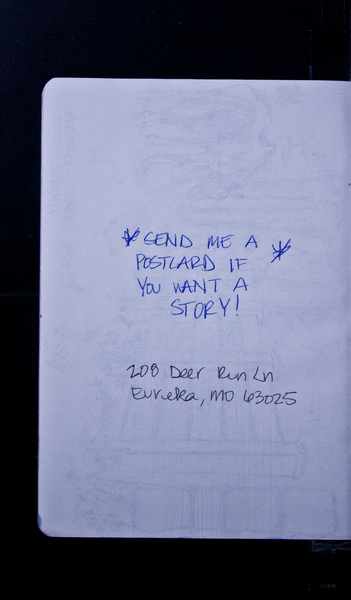 * SEND ME A *
POSTCARD IF
YOU WANT A
STORY!
208 Deer Run Ln
Eureka, MO 63025